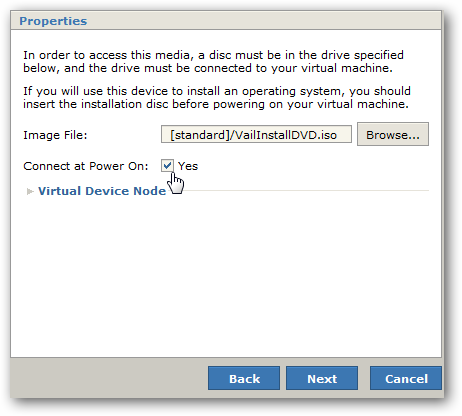 Properties
In order to access this media, a disc must be in the drive specified
below, and the drive must be connected to your virtual machine.
If you will use this device to install an operating system, you should
insert the installation disc before powering on your virtual machine.
Image File: [standard]/VailInstallDVD.iso Browse...
Connect at Power On: Yes
Virtual Device Node
Back Next Cancel